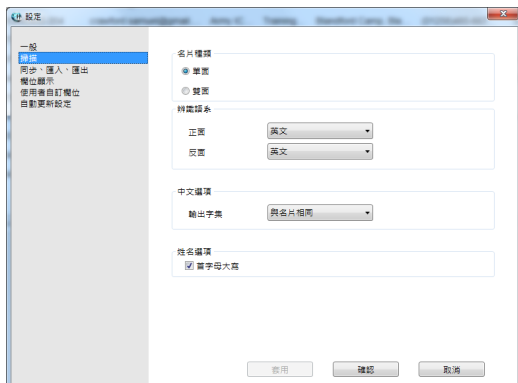 設定
一般
掃描
同步、匯入、匯出
欄位顯示
使用者自訂欄位
自動更新設定
名片種類
單面
雙面
辨識語系
正面
英文
反面
英文
中文選項
輸出字集
與名片相同
姓名選項
首字母大寫
套用
確認
取消